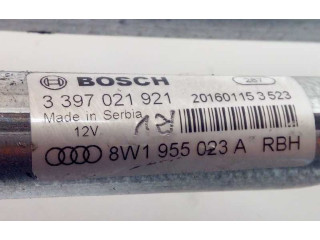 BOSCH
3 397 021 921
20160115 3 523
Made in Serbia
12V
8W1 955 023 A RBH